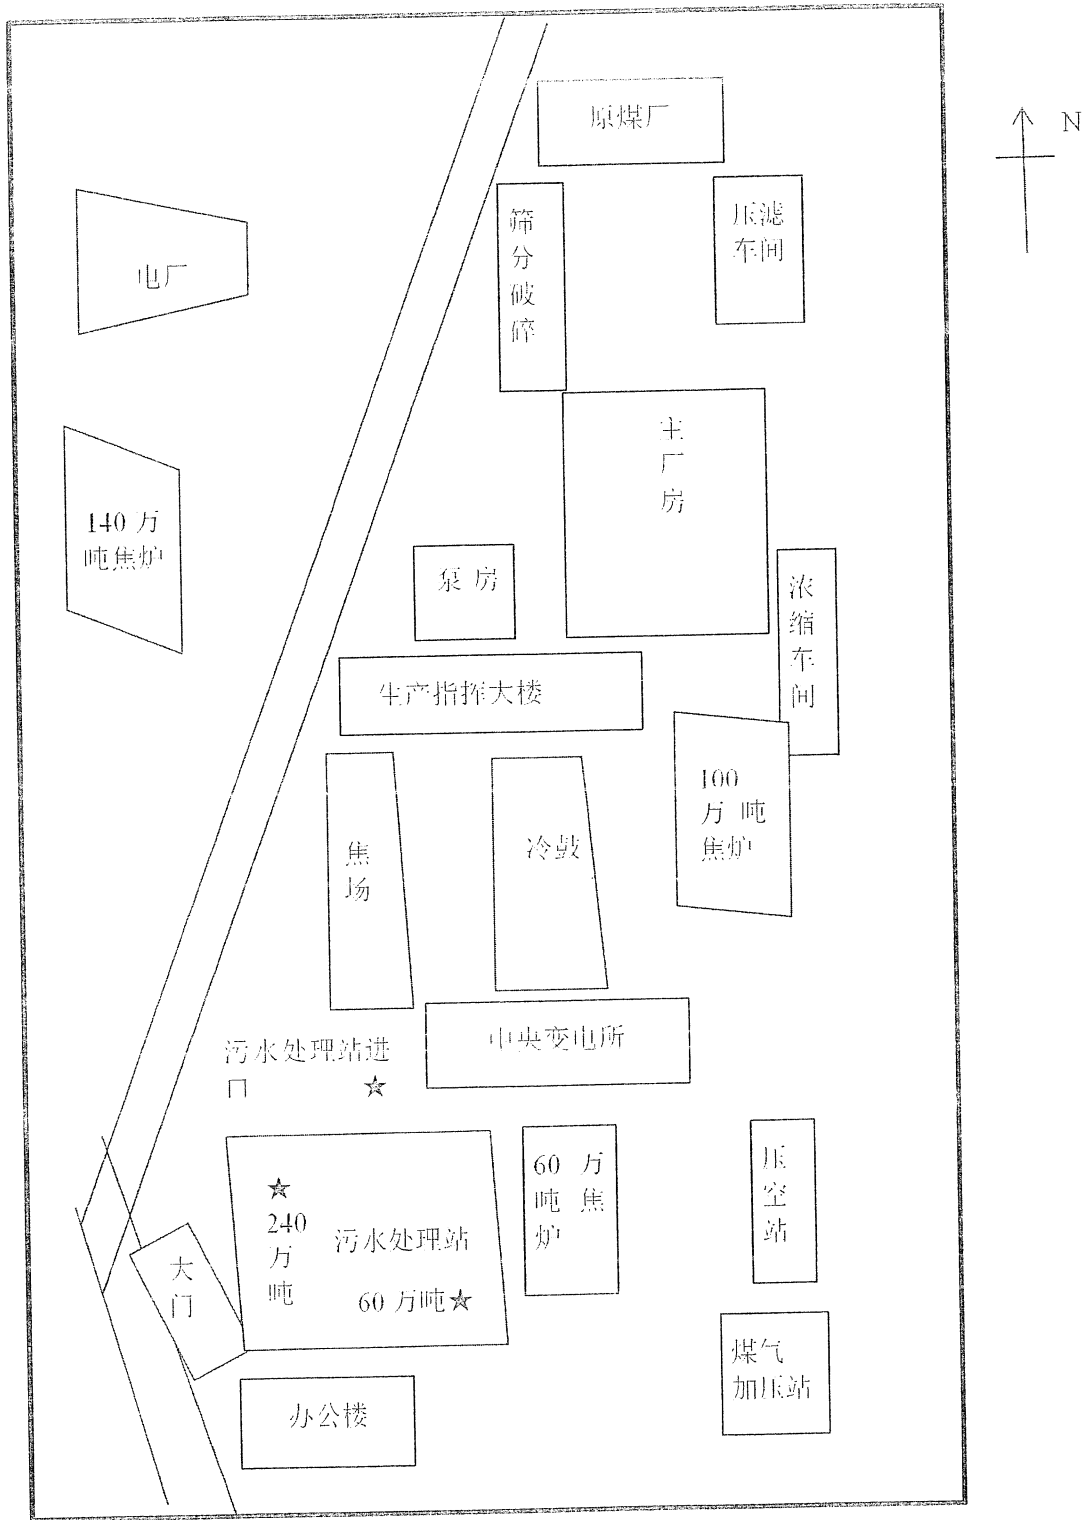 原煤厂
N
筛
分
破
碎
压滤
车间
电厂
主
厂
房
140 万
吨焦炉
泵 房
浓
缩
车
间
生产指挥大楼
100
万 吨
焦炉
焦
场
冷鼓
中央变电所
污水处理站进
口 ★
60 万
吨 焦
炉
压
空
站
★
240
万
吨
污水处理站
60 万吨★
大
门
煤气
加压站
办公楼